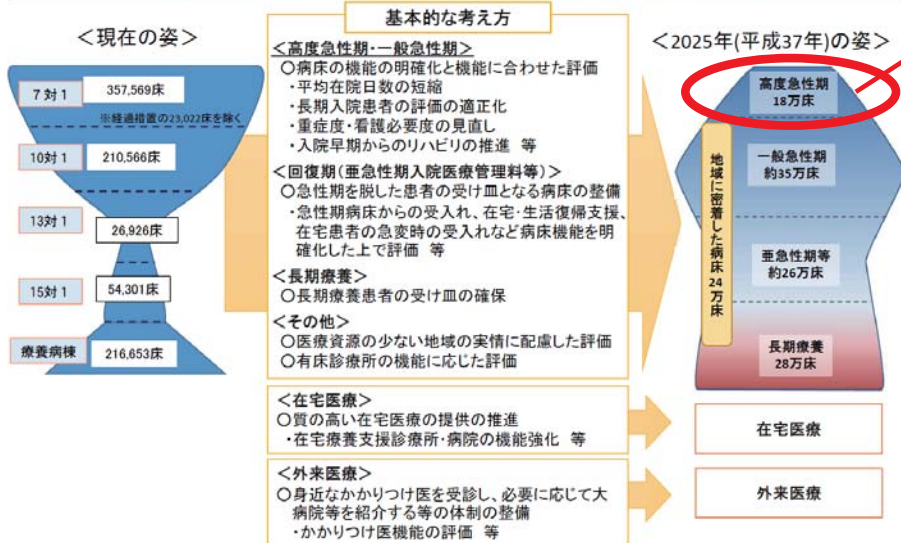 ＜現在の姿＞
7対1
357,569床
※経過措置の23,022床を除く
10対1
210,566床
13対1
26,926床
15対1
54,301床
療養病棟
216,653床
基本的な考え方
＜高度急性期・一般急性期＞
○病床の機能の明確化と機能に合わせた評価
・平均在院日数の短縮
・長期入院患者の評価の適正化
・重症度・看護必要度の見直し
・入院早期からのリハビリの推進 等
＜回復期(亜急性期入院医療管理料等)＞
○急性期を脱した患者の受け皿となる病床の整備
・急性期病床からの受入れ、在宅・生活復帰支援、
在宅患者の急変時の受入れなど病床機能を明
確化した上で評価 等
＜長期療養＞
○長期療養患者の受け皿の確保
＜その他＞
○医療資源の少ない地域の実情に配慮した評価
○有床診療所の機能に応じた評価
＜在宅医療＞
○質の高い在宅医療の提供の推進
・在宅療養支援診療所・病院の機能強化 等
＜外来医療＞
○身近なかかりつけ医を受診し、必要に応じて大
病院等を紹介する等の体制の整備
・かかりつけ医機能の評価 等
＜2025年(平成37年)の姿＞
高度急性期
18万床
一般急性期
約35万床
亜急性期等
約26万床
長期療養
28万床
地域に密着した病床24万床
在宅医療
外来医療